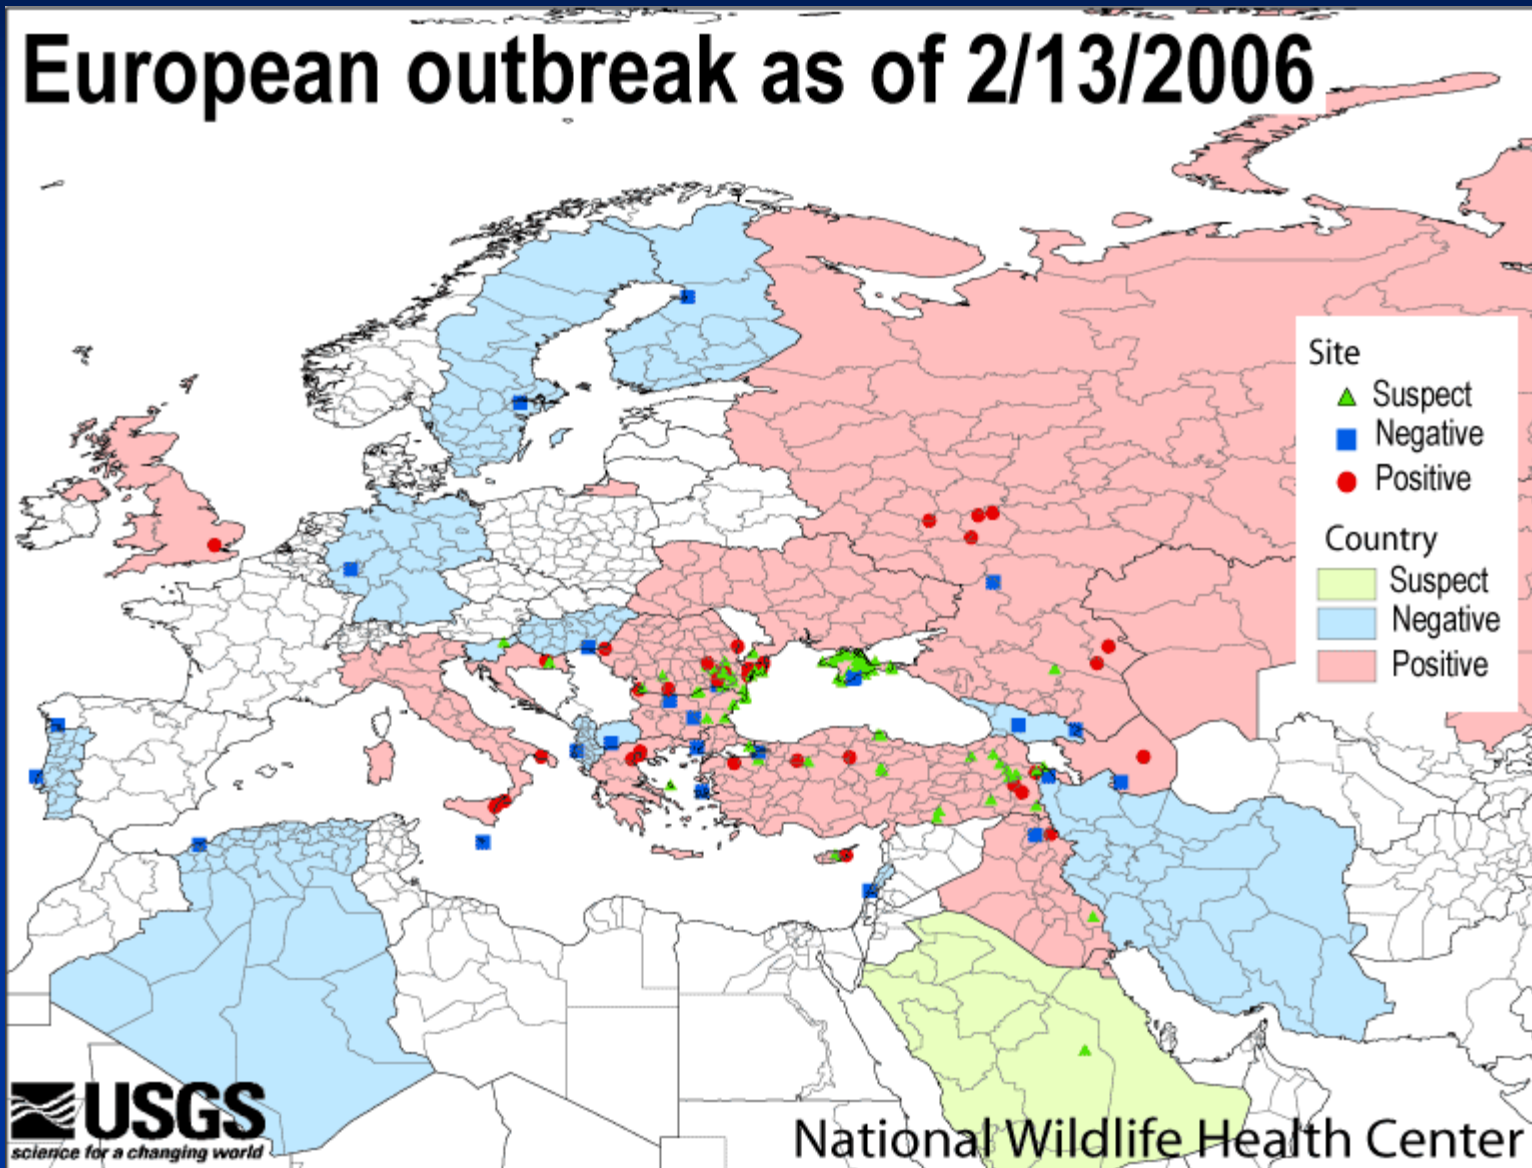 European outbreak as of 2/13/2006
Site
Suspect
Negative
Positive
Country
Suspect
Negative
Positive
USGS
science for a changing world
National Wildlife Health Center